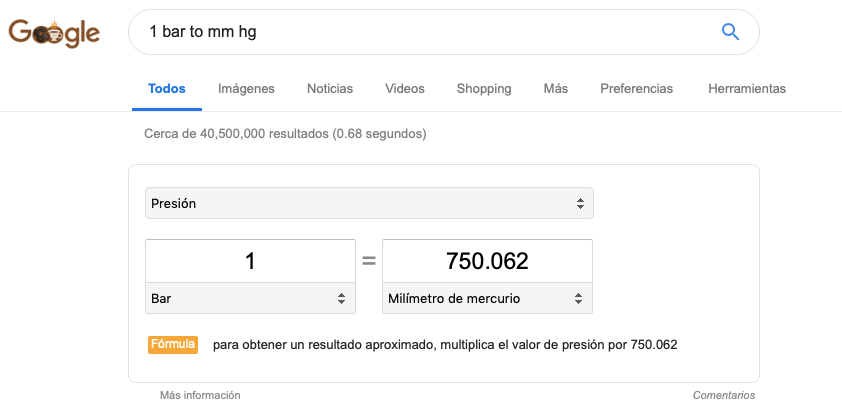 Google
1 bar to mm hg
Todos Imágenes Noticias Videos Shopping Más Preferencias Herramientas
Cerca de 40,500,000 resultados (0.68 segundos)
Presión
1 = 750.062
Bar Milímetro de mercurio
Fórmula para obtener un resultado aproximado, multiplica el valor de presión por 750.062
Más información Comentarios